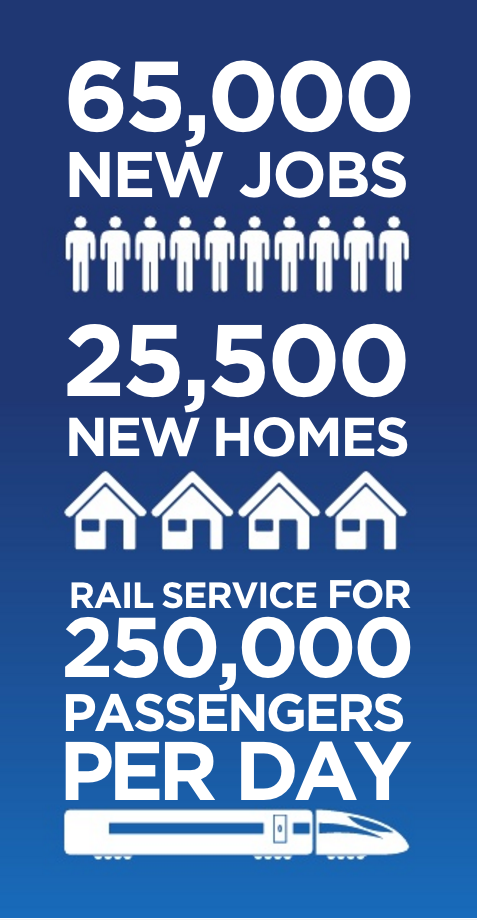 65,000
NEW JOBS
25,500
NEW HOMES
RAIL SERVICE FOR
250,000
PASSENGERS
PER DAY